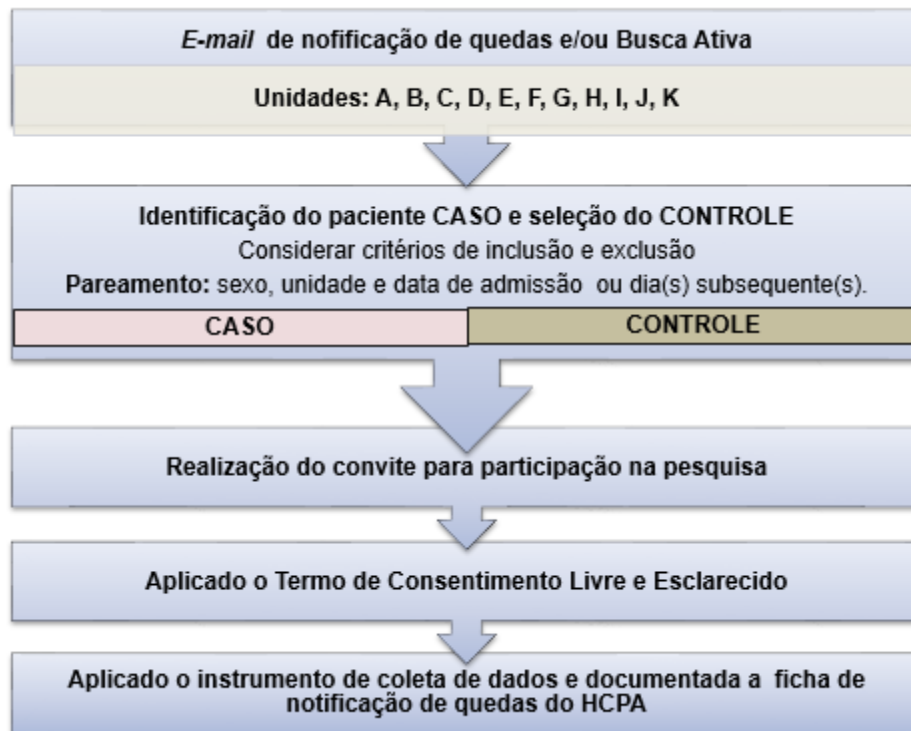 E-mail de nofificação de quedas e/ou Busca Ativa
Unidades: A, B, C, D, E, F, G, H, I, J, K
Identificação do paciente CASO e seleção do CONTROLE
Considerar critérios de inclusão e exclusão
Pareamento: sexo, unidade e data de admissão ou dia(s) subsequente(s).
CASO
CONTROLE
Realização do convite para participação na pesquisa
Aplicado o Termo de Consentimento Livre e Esclarecido
Aplicado o instrumento de coleta de dados e documentada a ficha de
notificação de quedas do HCPA